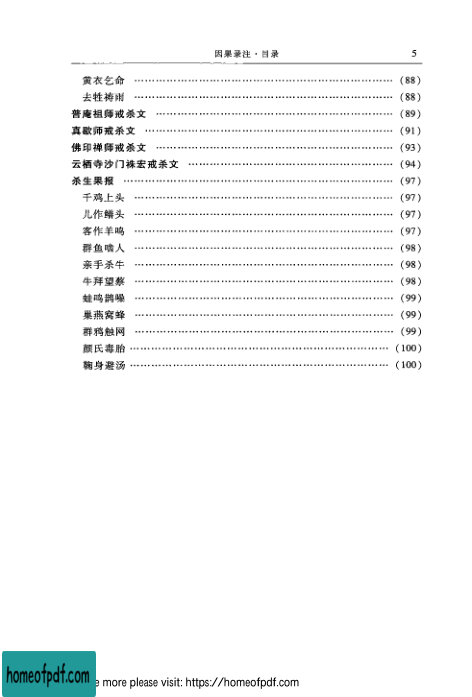 因果录注·目录 5
黄衣乞命 (88)
去牲祷雨 (88)
普庵祖师戒杀文 (89)
真歇师戒杀文 (91)
佛印禅师戒杀文 (93)
云栖寺沙门袾宏戒杀文 (94)
杀生果报 (97)
千鸡上头 (97)
儿作鳝头 (97)
客作羊鸣 (97)
群鱼啮人 (98)
亲手杀牛 (98)
牛拜望蔡 (98)
蛙鸣鹊噪 (99)
巢燕窝蜂 (99)
群鸦触网 (99)
颜氏毒胎 (100)
鞠身避汤 (100)
homeofpdf.com
e more please visit: https://homeofpdf.com